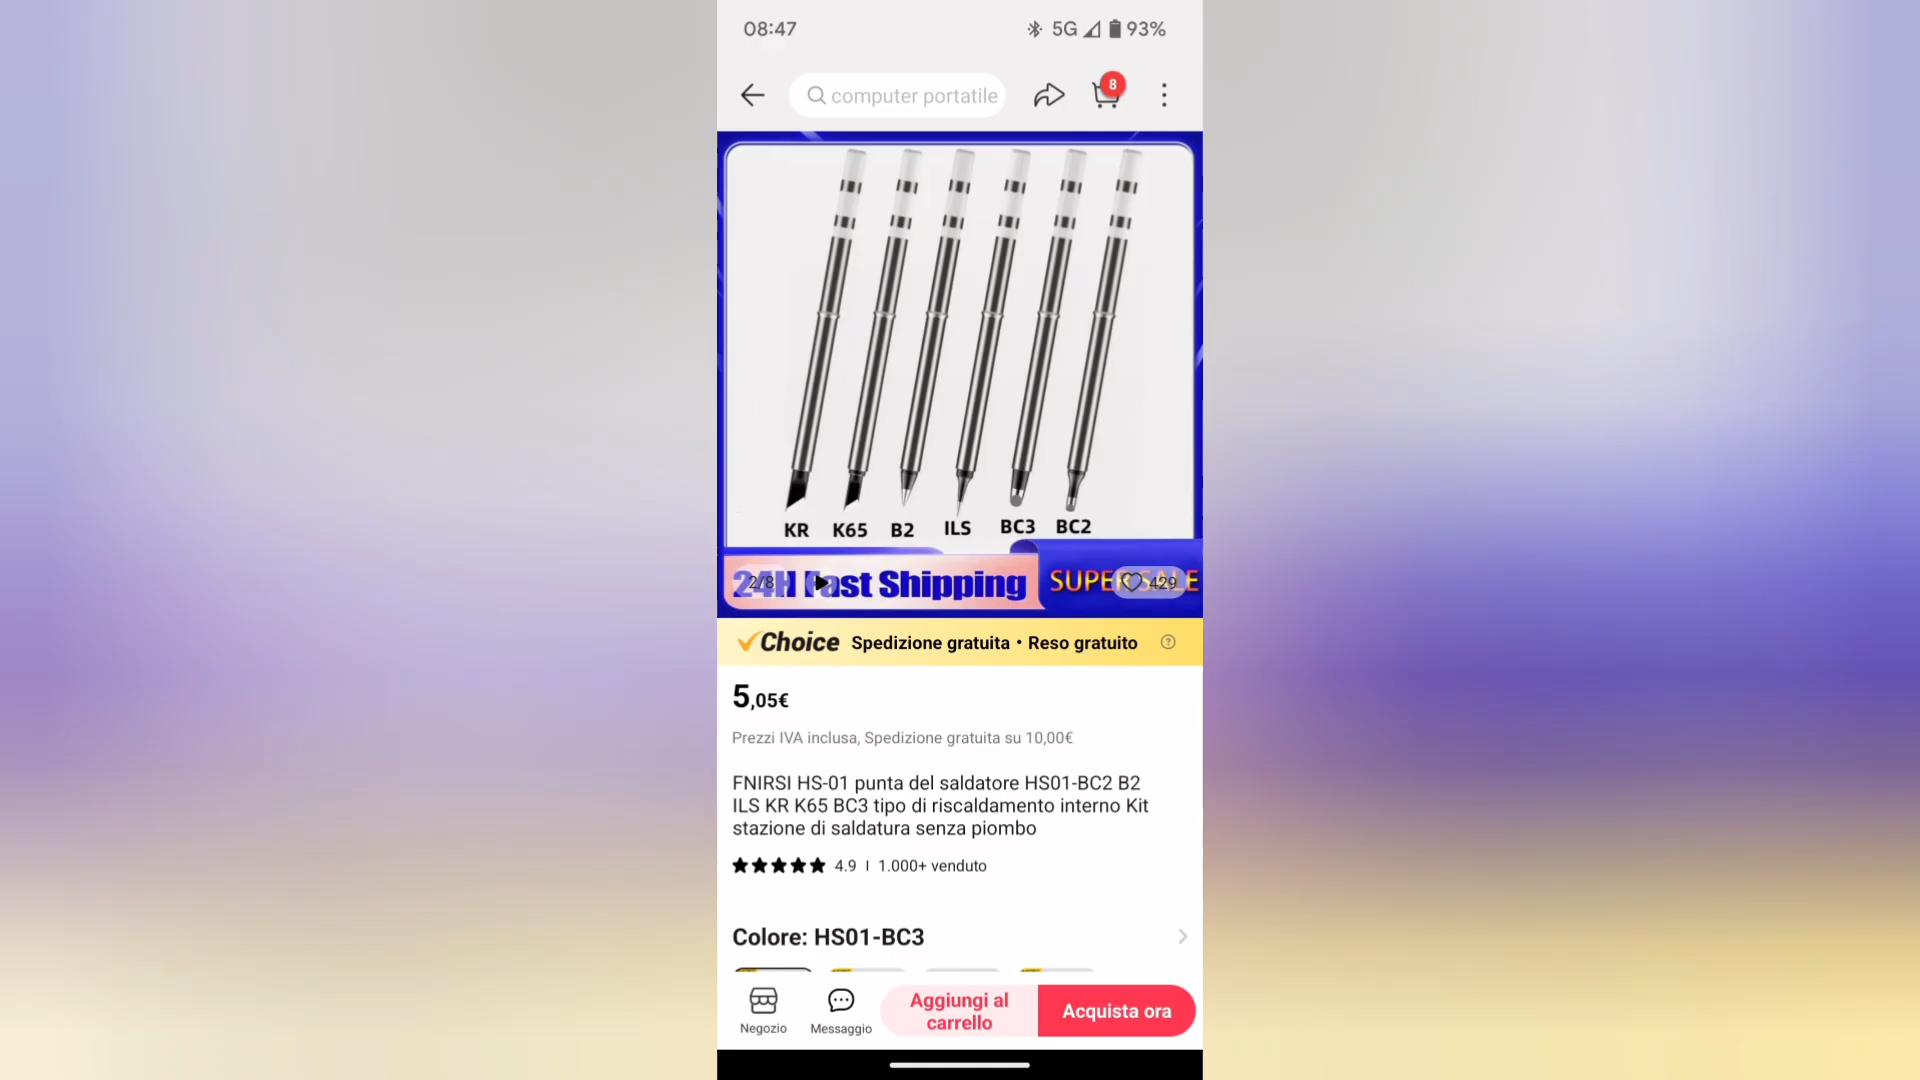 08:47
5G 93%
computer portatile
8
KR K65 B2 ILS BC3 BC2
24H Fast Shipping
SUPER SALE
2/8
429
Choice Spedizione gratuita • Reso gratuito ?
5,05€
Prezzi IVA inclusa, Spedizione gratuita su 10,00€
FNIRSI HS-01 punta del saldatore HS01-BC2 B2
ILS KR K65 BC3 tipo di riscaldamento interno Kit
stazione di saldatura senza piombo
4.9 | 1.000+ venduto
Colore: HS01-BC3
Negozio
Messaggio
Aggiungi al
carrello
Acquista ora